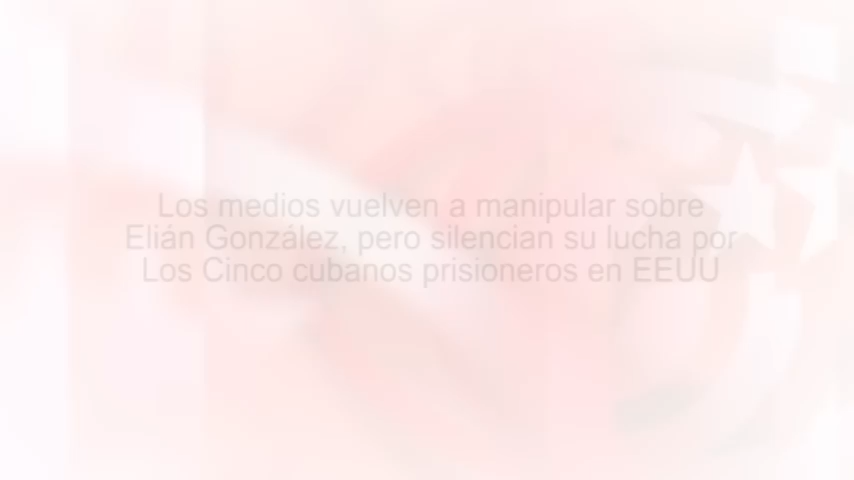 Los medios vuelven a manipular sobre
Elián González, pero silencian su lucha por
Los Cinco cubanos prisioneros en EEUU